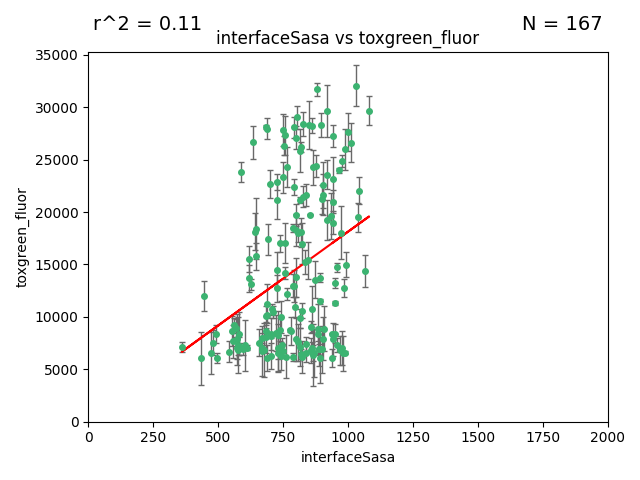 r^2 = 0.11
N = 167
interfaceSasa vs toxgreen_fluor
35000
30000
25000
20000
15000
10000
5000
0
toxgreen_fluor
0 250 500 750 1000 1250 1500 1750 2000
interfaceSasa